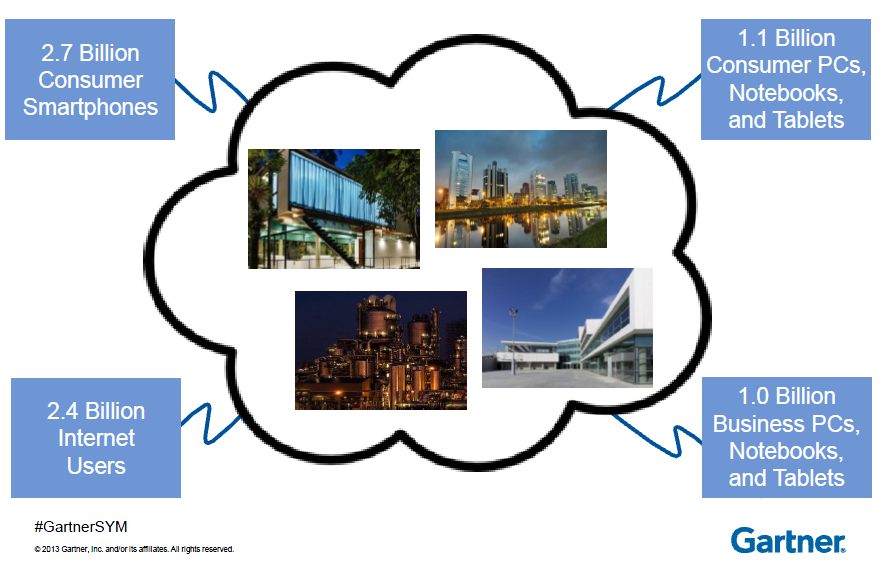 2.7 Billion
Consumer
Smartphones
1.1 Billion
Consumer PCs,
Notebooks,
and Tablets
2.4 Billion
Internet
Users
1.0 Billion
Business PCs,
Notebooks,
and Tablets
#GartnerSYM
© 2013 Gartner, Inc. and/or its affiliates. All rights reserved.
Gartner®